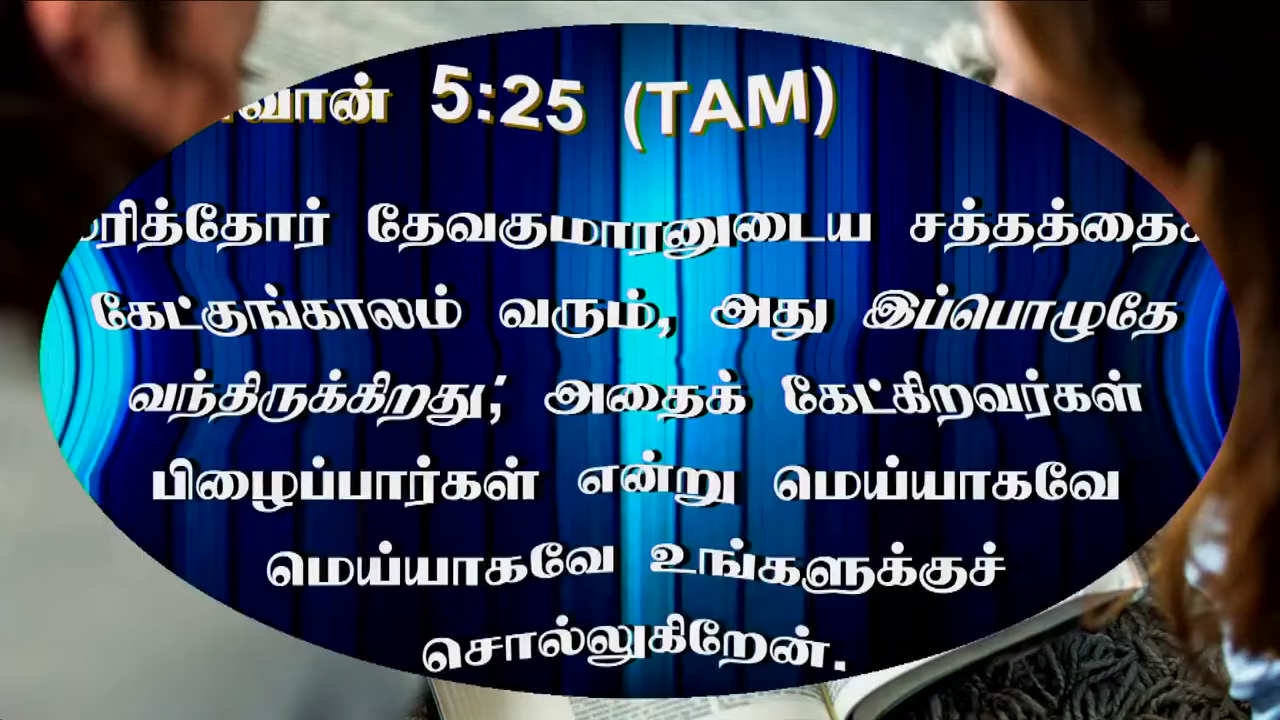 5:25 (TAM)
தேவகுமாரனுடைய சத்தத்தைக்
கேட்குங்காலம் வரும், அது இப்பொழுதே
வந்திருக்கிறது; அதைக் கேட்கிறவர்கள்
பிழைப்பார்கள் என்று மெய்யாகவே
மெய்யாகவே உங்களுக்குச்
சொல்லுகிறேன்.